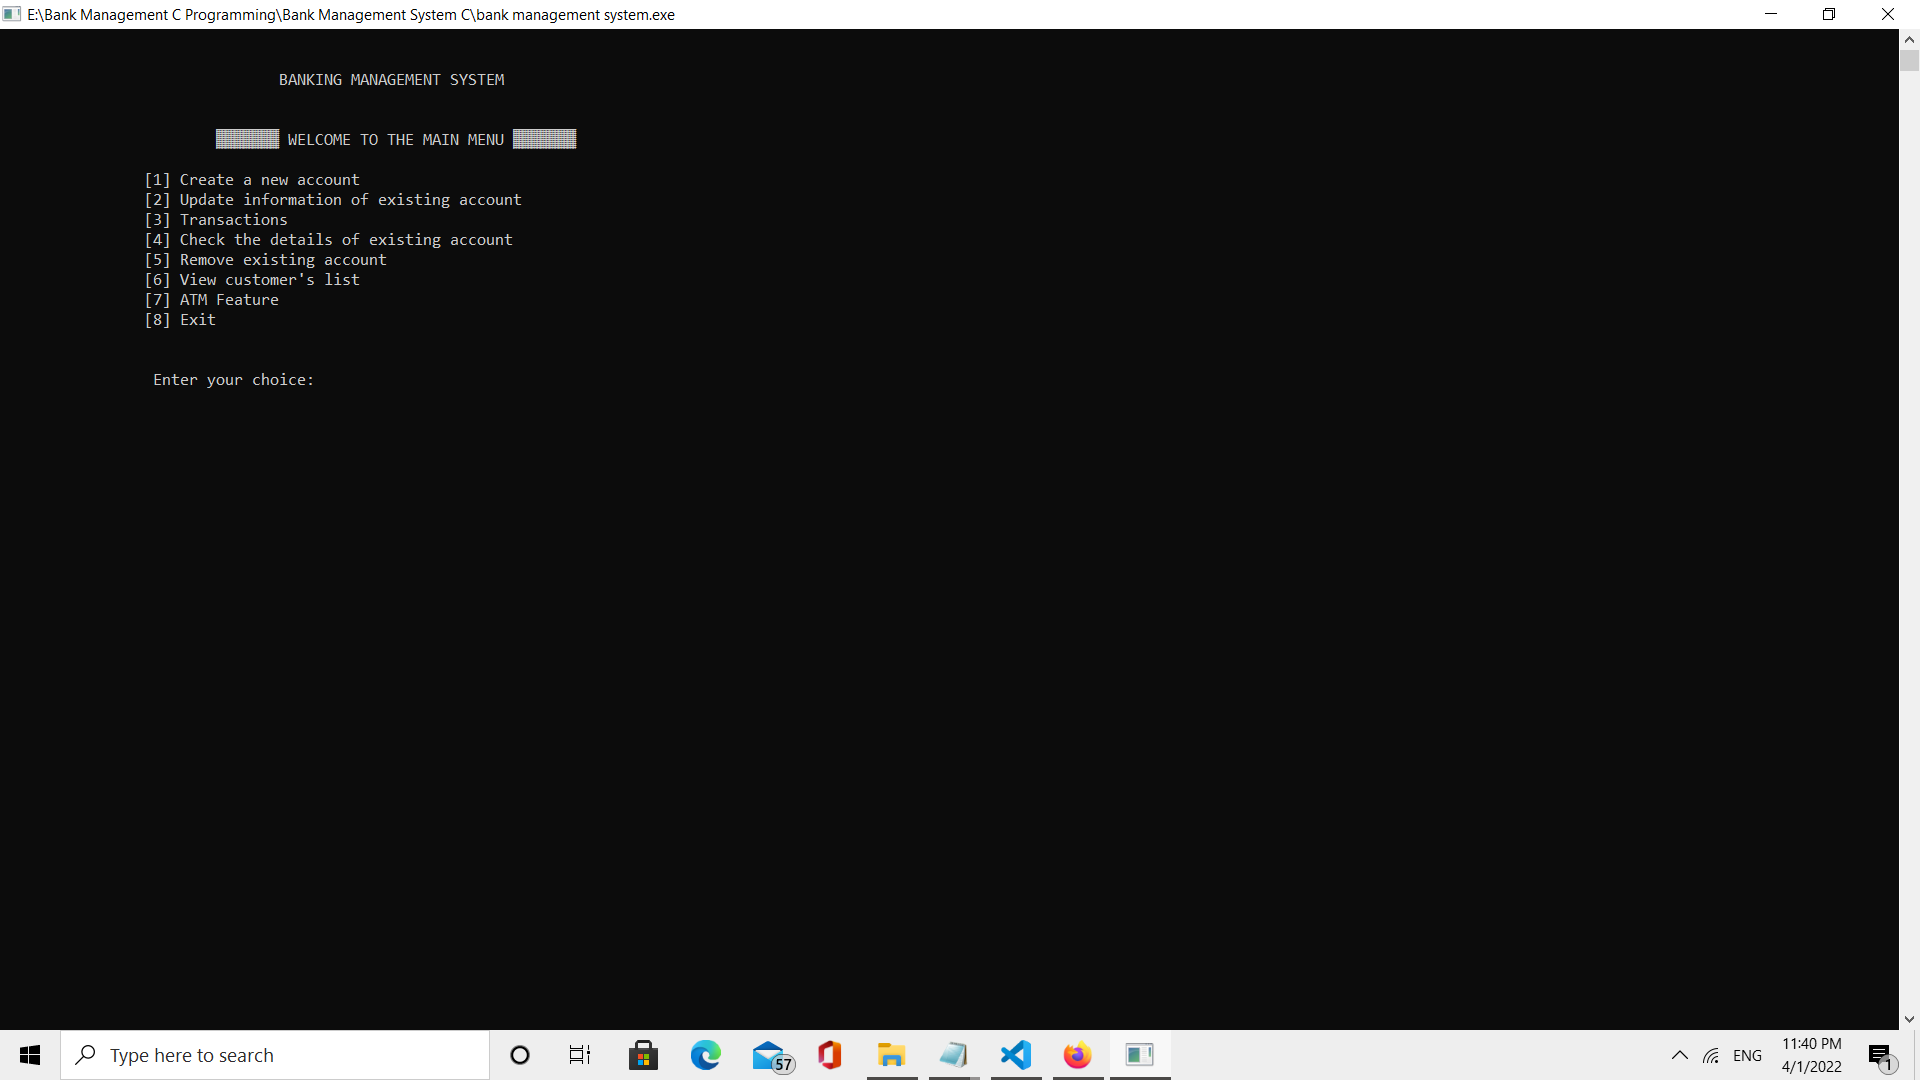 E:\Bank Management C Programming\Bank Management System C\bank management system.exe
BANKING MANAGEMENT SYSTEM
WELCOME TO THE MAIN MENU
[1] Create a new account
[2] Update information of existing account
[3] Transactions
[4] Check the details of existing account
[5] Remove existing account
[6] View customer's list
[7] ATM Feature
[8] Exit
Enter your choice:
Type here to search
57
ENG
11:40 PM
4/1/2022
1